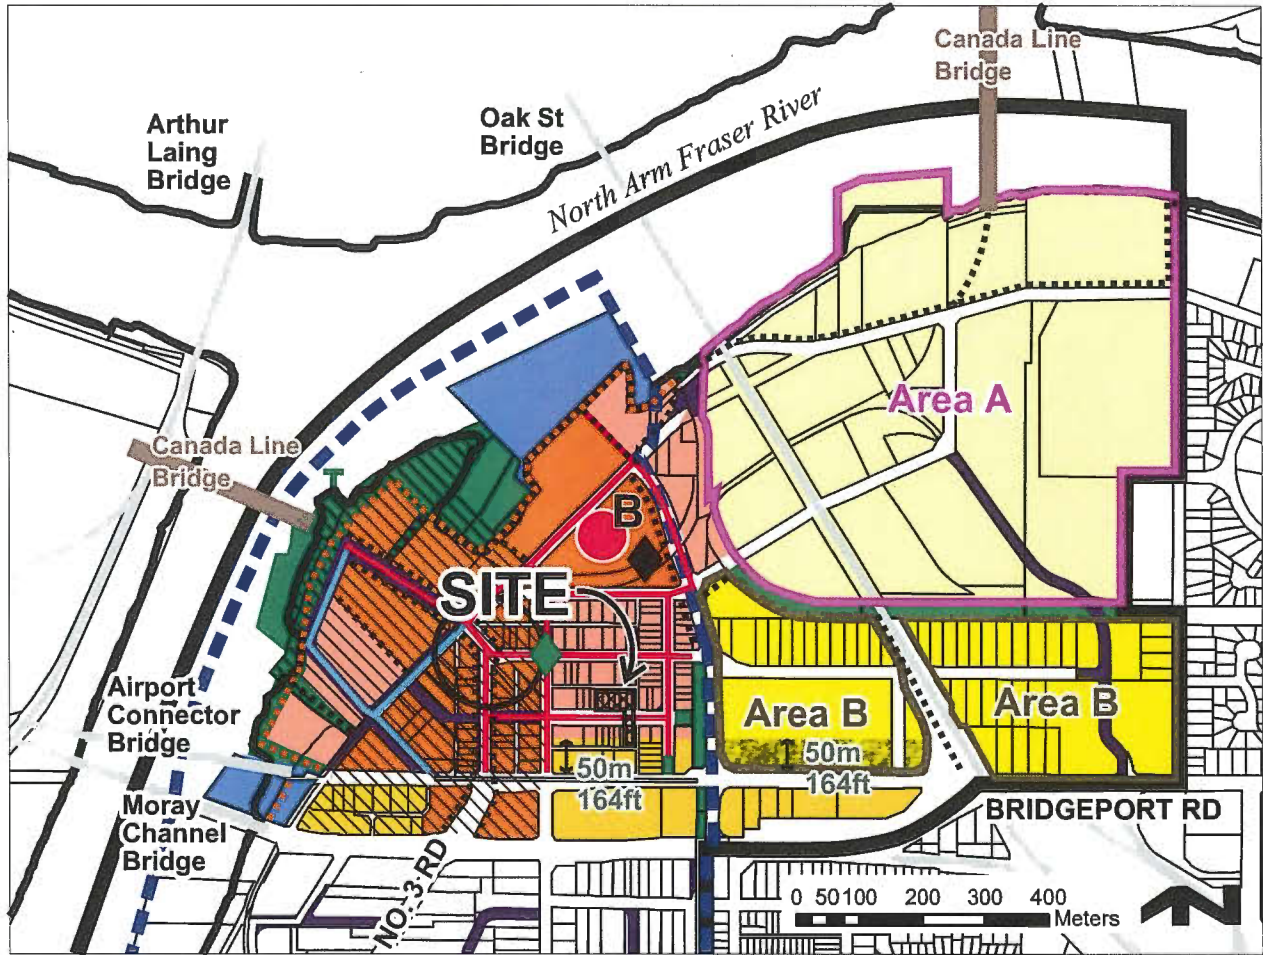 Canada Line
Bridge
Arthur
Laing
Bridge
Oak St
Bridge
North Arm Fraser River
Area A
Canada Line
Bridge
B
SITE
Airport
Connector
Bridge
Area B
Area B
50m
164ft
50m
164ft
Moray
Channel
Bridge
BRIDGEPORT RD
NO. 3 RD
0 50 100 200 300 400
Meters
N